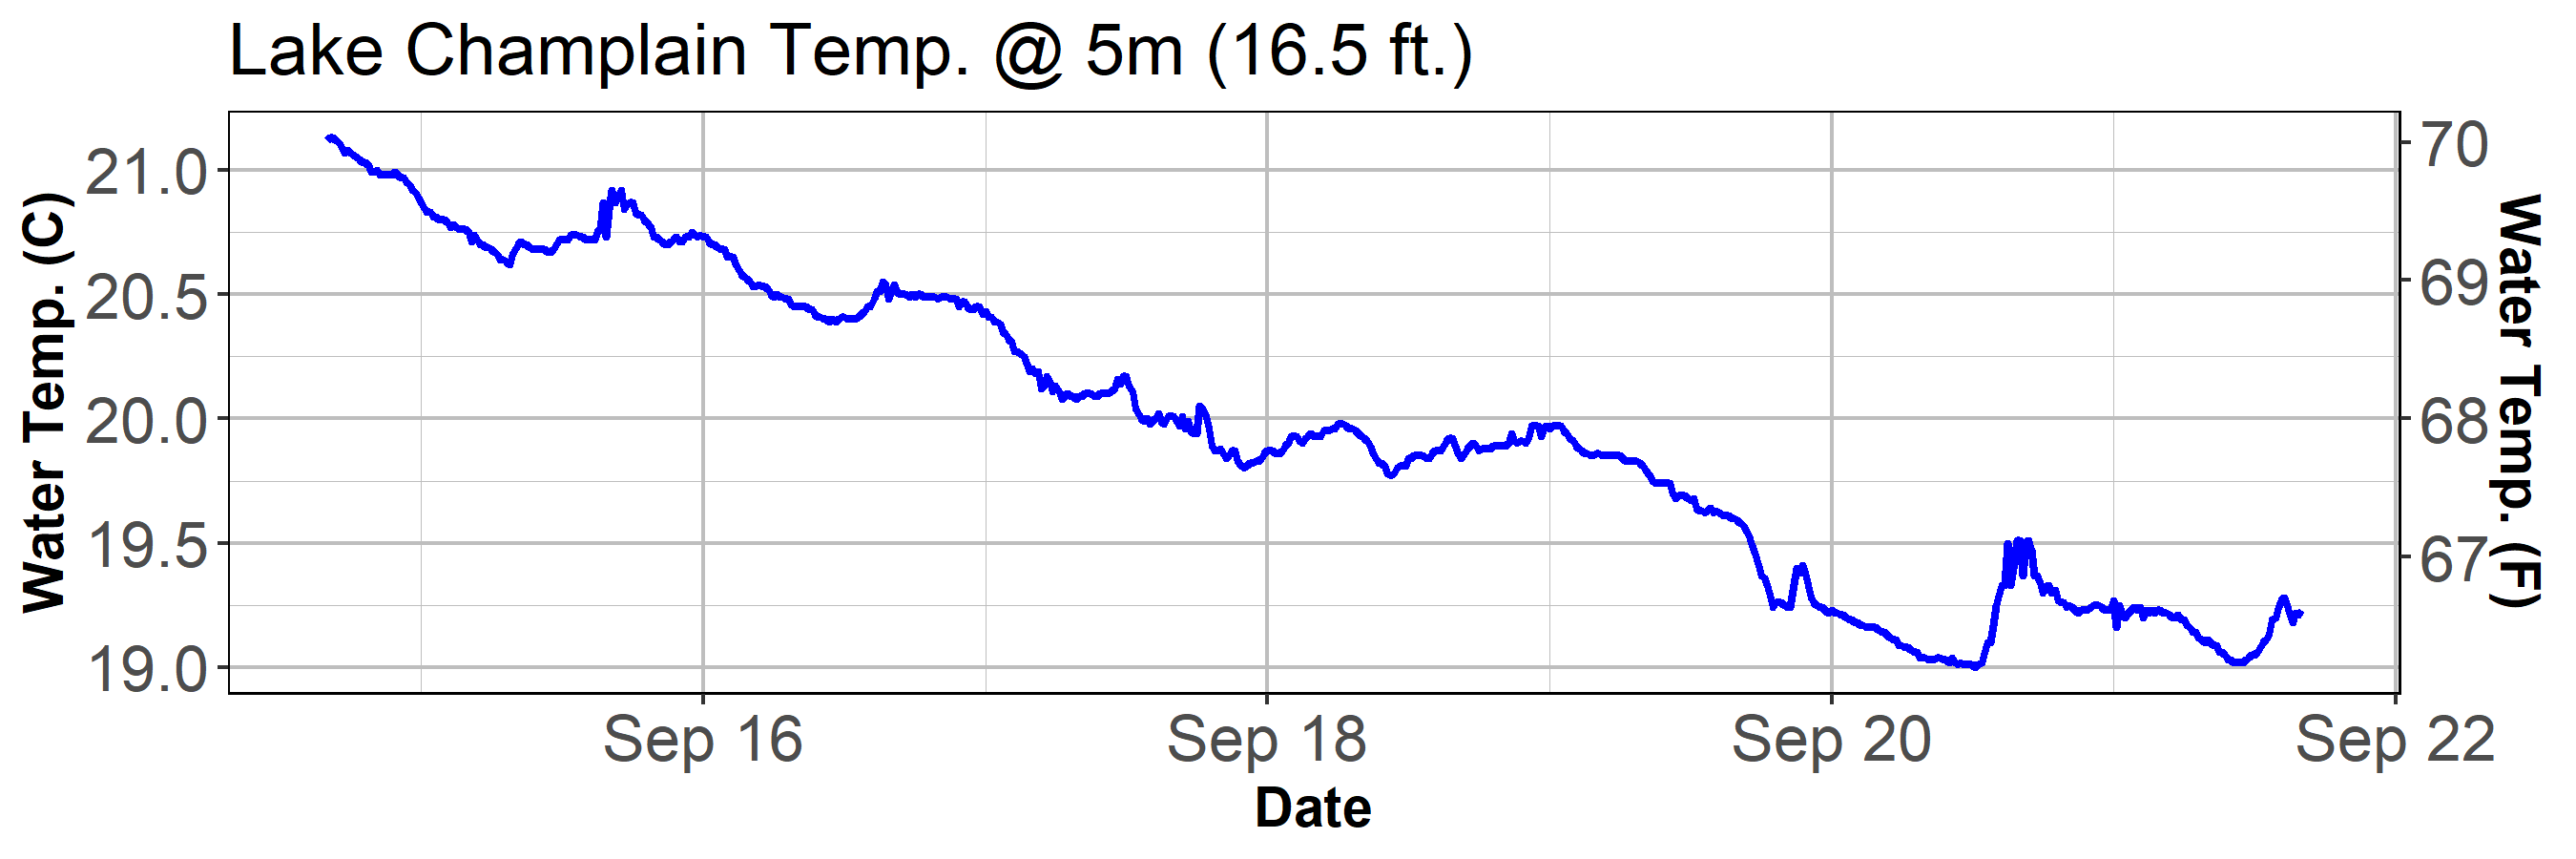 Lake Champlain Temp. @ 5m (16.5 ft.)
Water Temp. (C)
21.0
20.5
20.0
19.5
19.0
70
69
68
67
Water Temp. (F)
Sep 16 Sep 18 Sep 20 Sep 22
Date